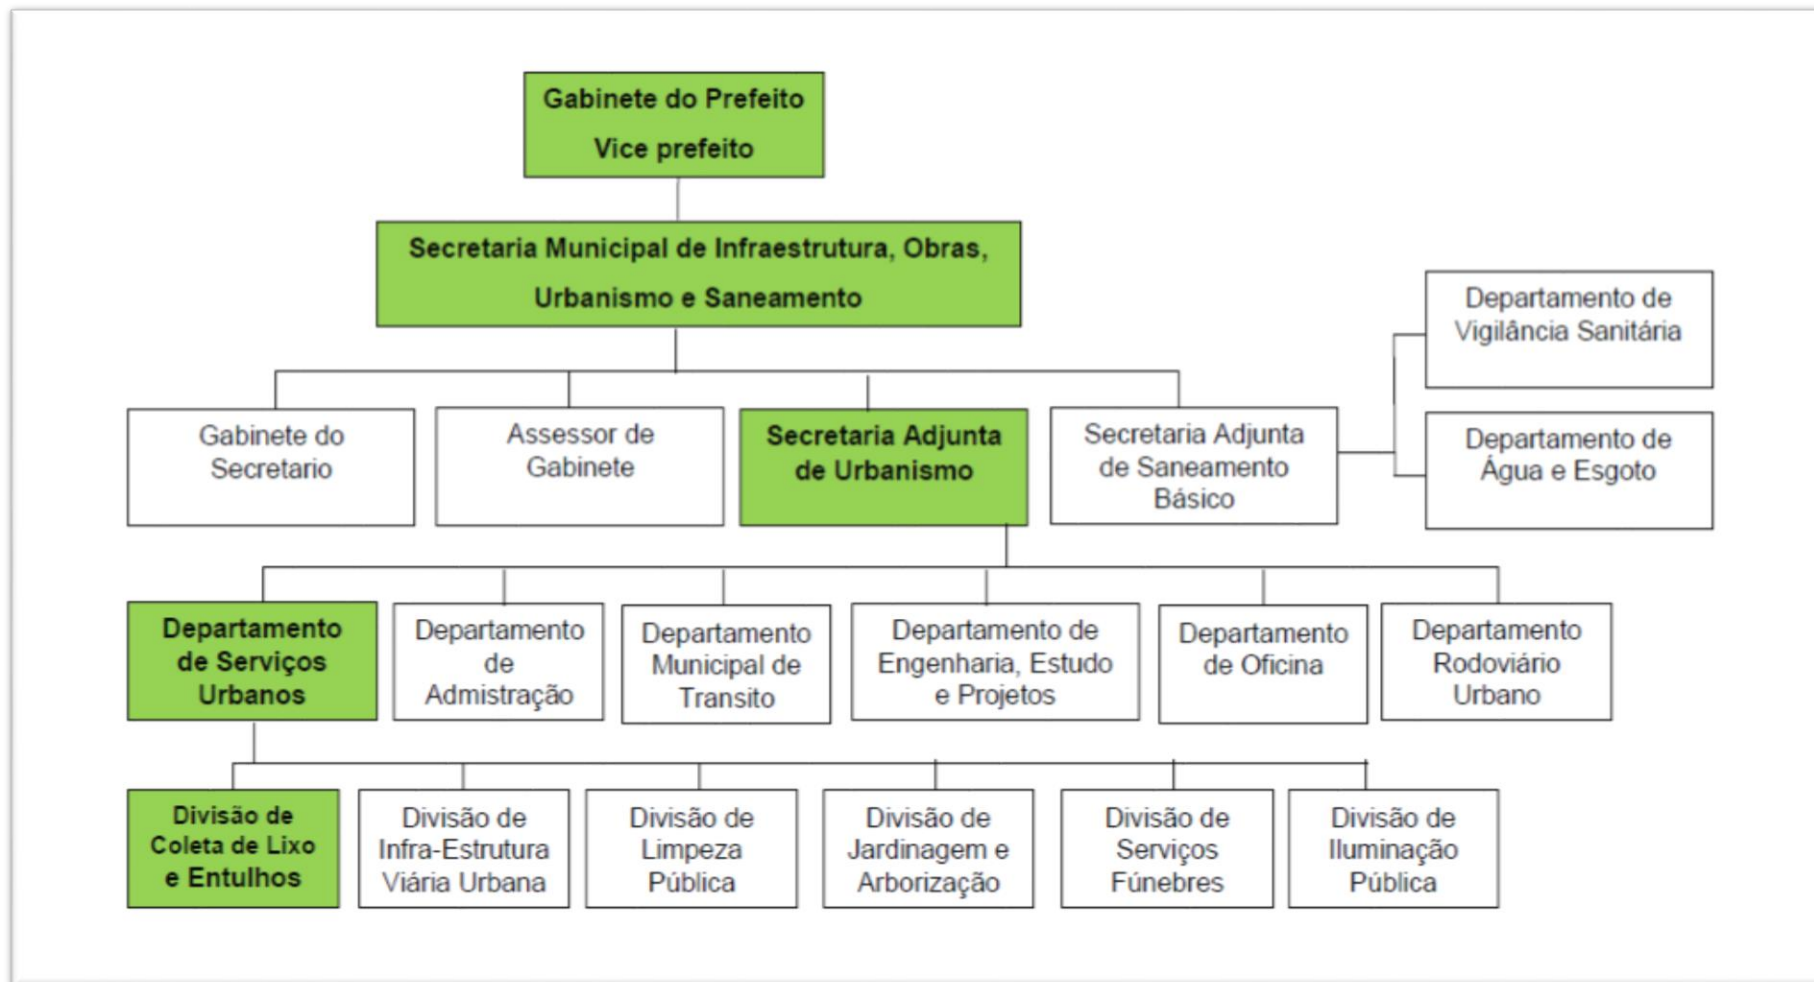 Gabinete do Prefeito
Vice prefeito
Secretaria Municipal de Infraestrutura, Obras,
Urbanismo e Saneamento
Departamento de
Vigilância Sanitária
Gabinete do
Secretario
Assessor de
Gabinete
Secretaria Adjunta
de Urbanismo
Secretaria Adjunta
de Saneamento
Básico
Departamento de
Água e Esgoto
Departamento
de Serviços
Urbanos
Departamento
de
Admistração
Departamento
Municipal de
Transito
Departamento de
Engenharia, Estudo
e Projetos
Departamento
de Oficina
Departamento
Rodoviário
Urbano
Divisão de
Coleta de Lixo
e Entulhos
Divisão de
Infra-Estrutura
Viária Urbana
Divisão de
Limpeza
Pública
Divisão de
Jardinagem e
Arborização
Divisão de
Serviços
Fúnebres
Divisão de
Iluminação
Pública